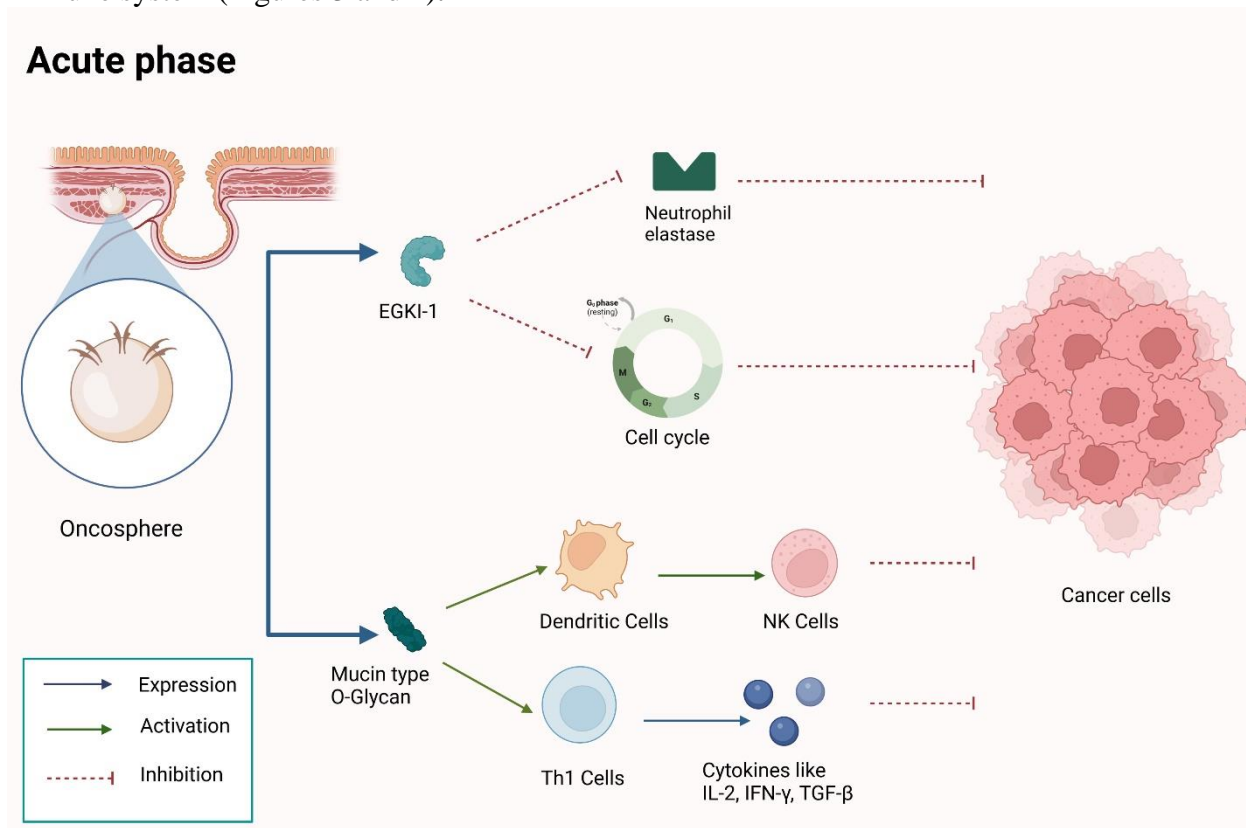 Acute phase
Neutrophil
elastase
EGKI-1
G₀ phase
(resting)
G₁
M
S
G₂
Cell cycle
Oncosphere
Dendritic Cells
NK Cells
Cancer cells
Mucin type
O-Glycan
Th1 Cells
Cytokines like
IL-2, IFN-γ, TGF-β
Expression
Activation
Inhibition